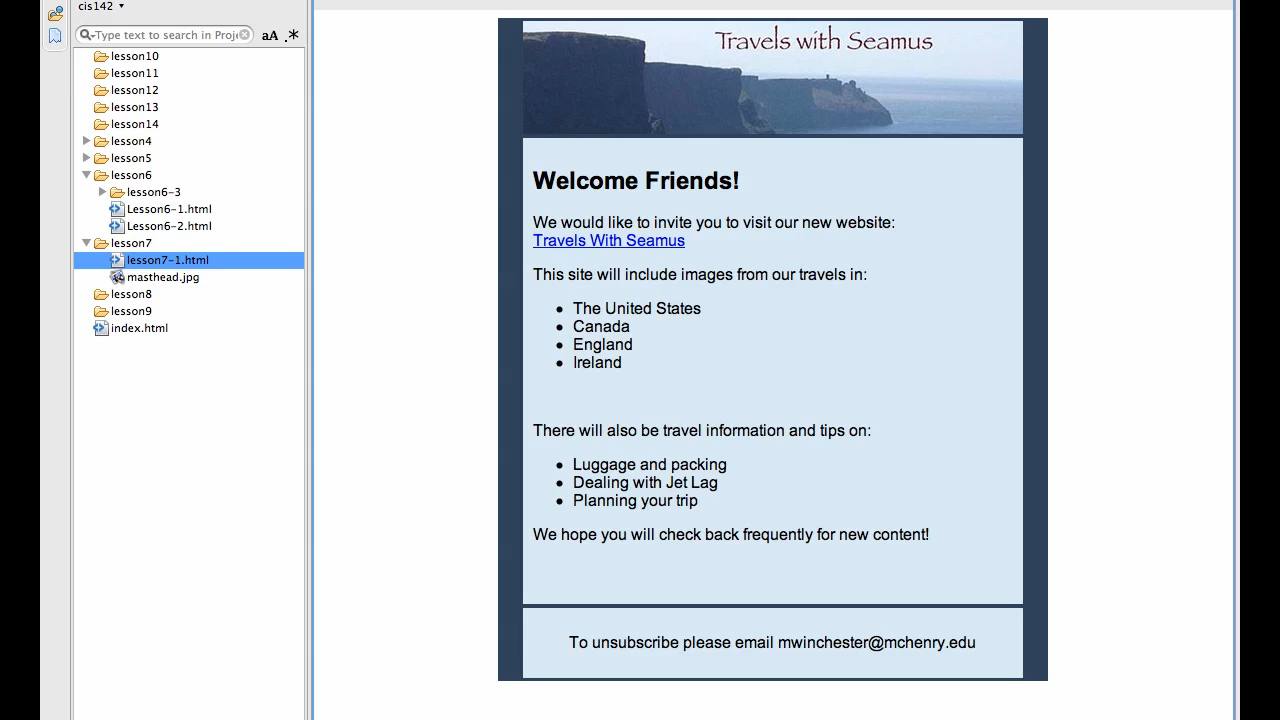 cis142
Type text to search in Proj
aA .*
lesson10
lesson11
lesson12
lesson13
lesson14
lesson4
lesson5
lesson6
lesson6-3
Lesson6-1.html
Lesson6-2.html
lesson7
lesson7-1.html
masthead.jpg
lesson8
lesson9
index.html
Travels with Seamus
Welcome Friends!
We would like to invite you to visit our new website:
Travels With Seamus
This site will include images from our travels in:
• The United States
• Canada
• England
• Ireland
There will also be travel information and tips on:
• Luggage and packing
• Dealing with Jet Lag
• Planning your trip
We hope you will check back frequently for new content!
To unsubscribe please email mwinchester@mchenry.edu